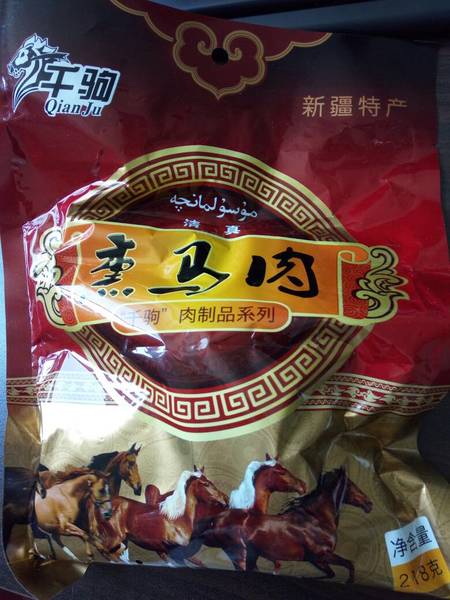 千驹
QianJu
新疆特产
مۇسۇلمانچە
清真
熏马肉
“千驹”肉制品系列
净含量
218克